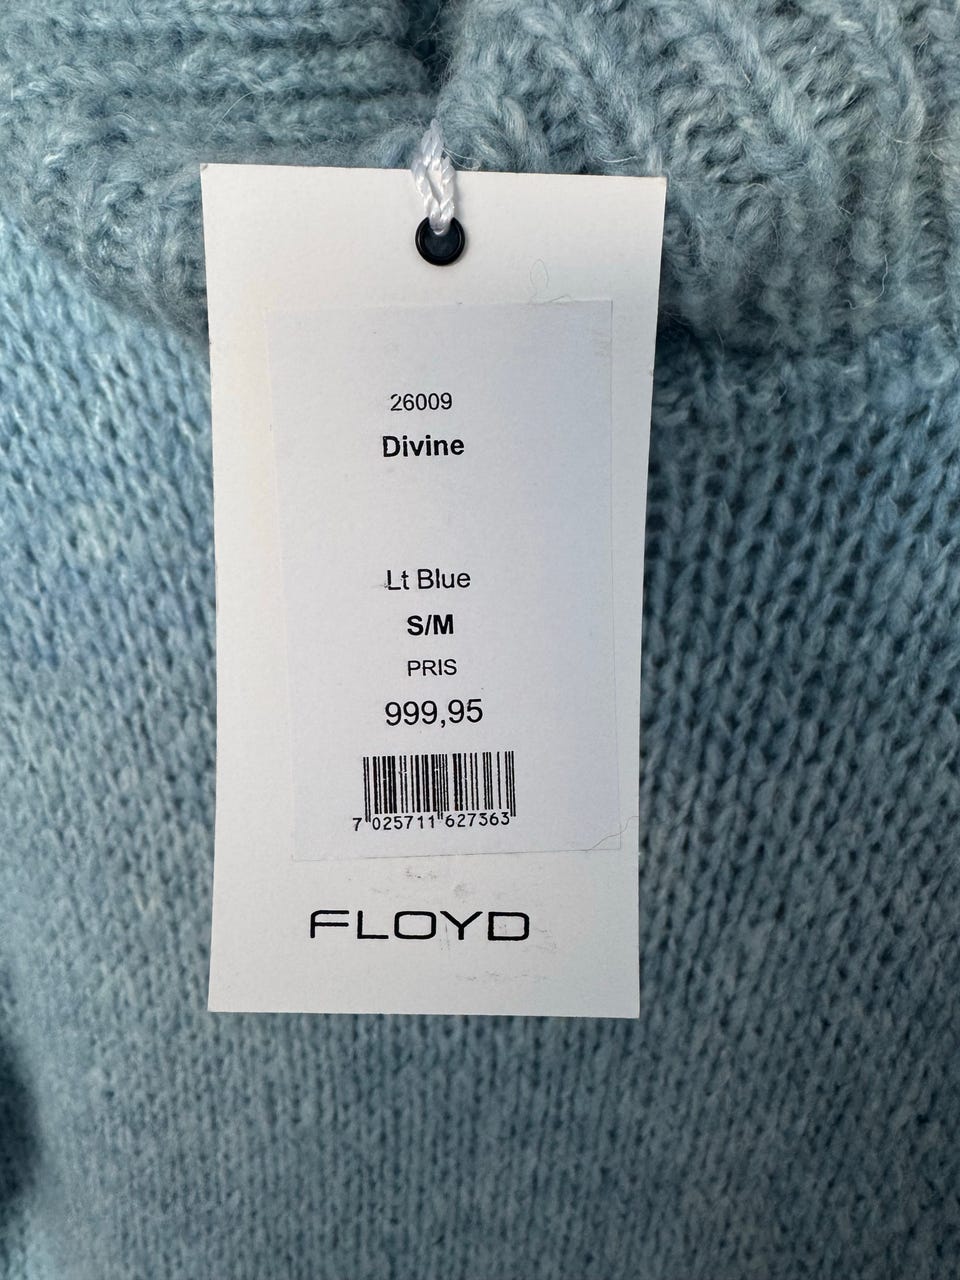 26009
Divine
Lt Blue
S/M
PRIS
999,95
7 025711 627363
FLOYD